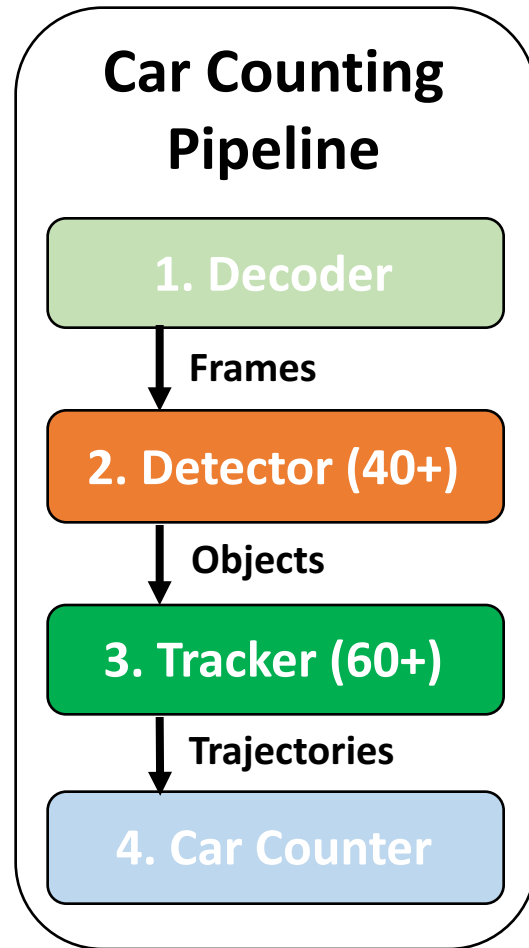 Car Counting
Pipeline
1. Decoder
Frames
2. Detector (40+)
Objects
3. Tracker (60+)
Trajectories
4. Car Counter